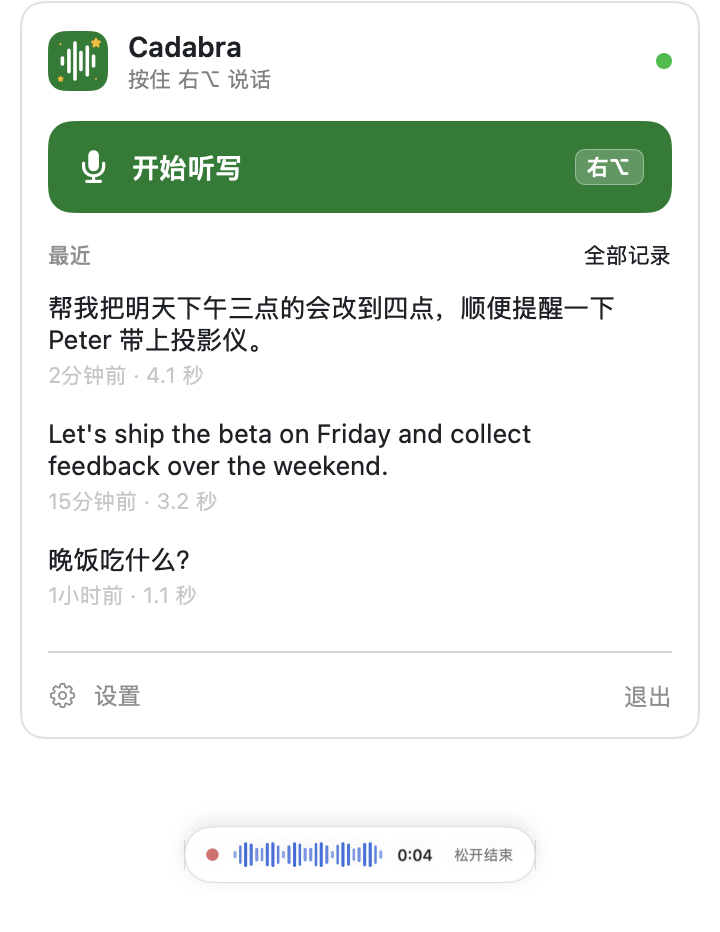 Cadabra
按住 右⌥ 说话
开始听写 右⌥
最近 全部记录
帮我把明天下午三点的会改到四点，顺便提醒一下
Peter 带上投影仪。
2分钟前 · 4.1 秒
Let's ship the beta on Friday and collect
feedback over the weekend.
15分钟前 · 3.2 秒
晚饭吃什么？
1小时前 · 1.1 秒
设置 退出
0:04 松开结束